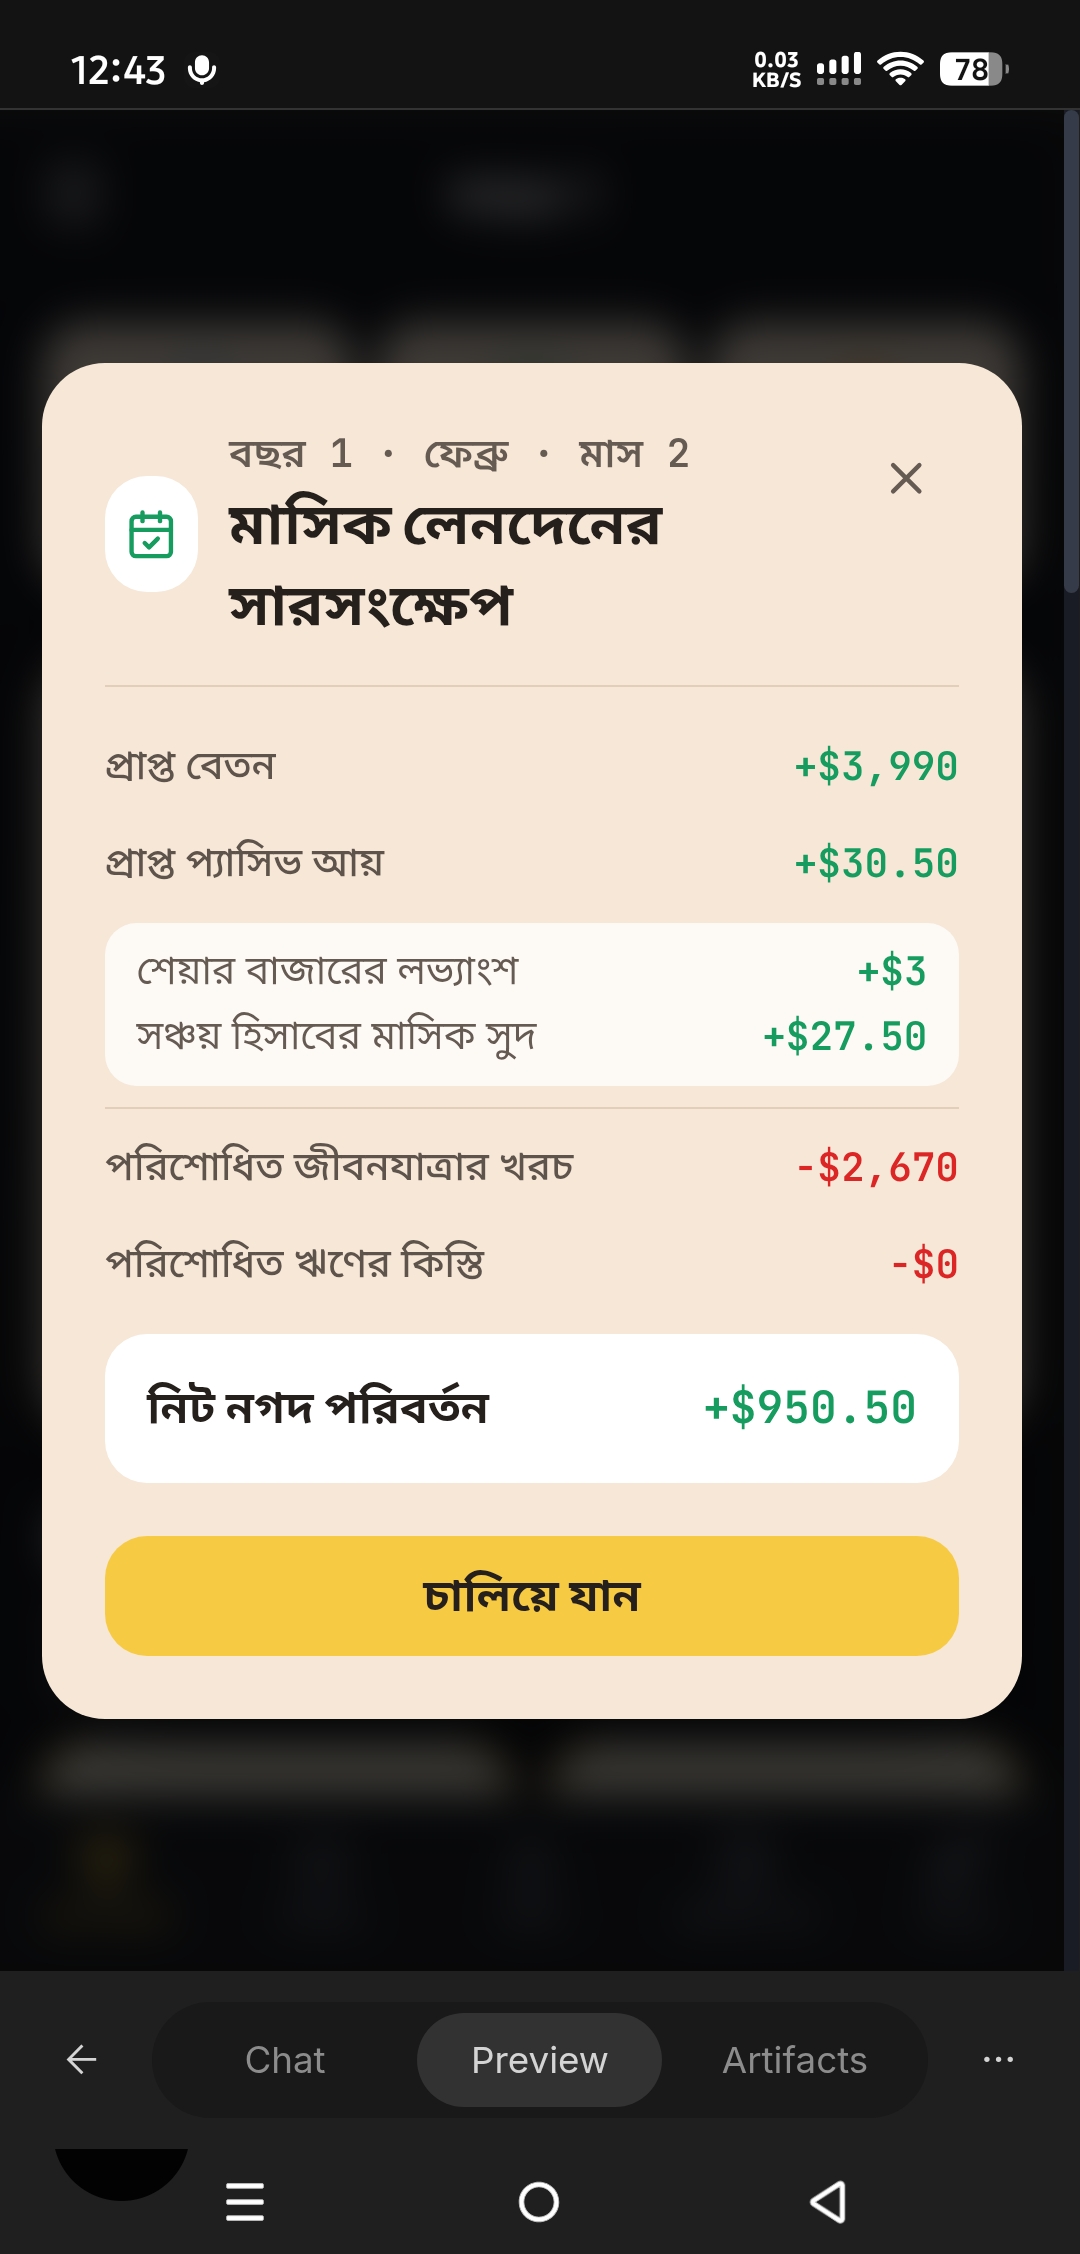 12:43
0.03
KB/S
78
বছর 1 · ফেব্রু · মাস 2
মাসিক লেনদেনের
সারসংক্ষেপ
প্রাপ্ত বেতন +$3,990
প্রাপ্ত প্যাসিভ আয় +$30.50
শেয়ার বাজারের লভ্যাংশ +$3
সঞ্চয় হিসাবের মাসিক সুদ +$27.50
পরিশোধিত জীবনযাত্রার খরচ -$2,670
পরিশোধিত ঋণের কিস্তি -$0
নিট নগদ পরিবর্তন +$950.50
চালিয়ে যান
Chat Preview Artifacts